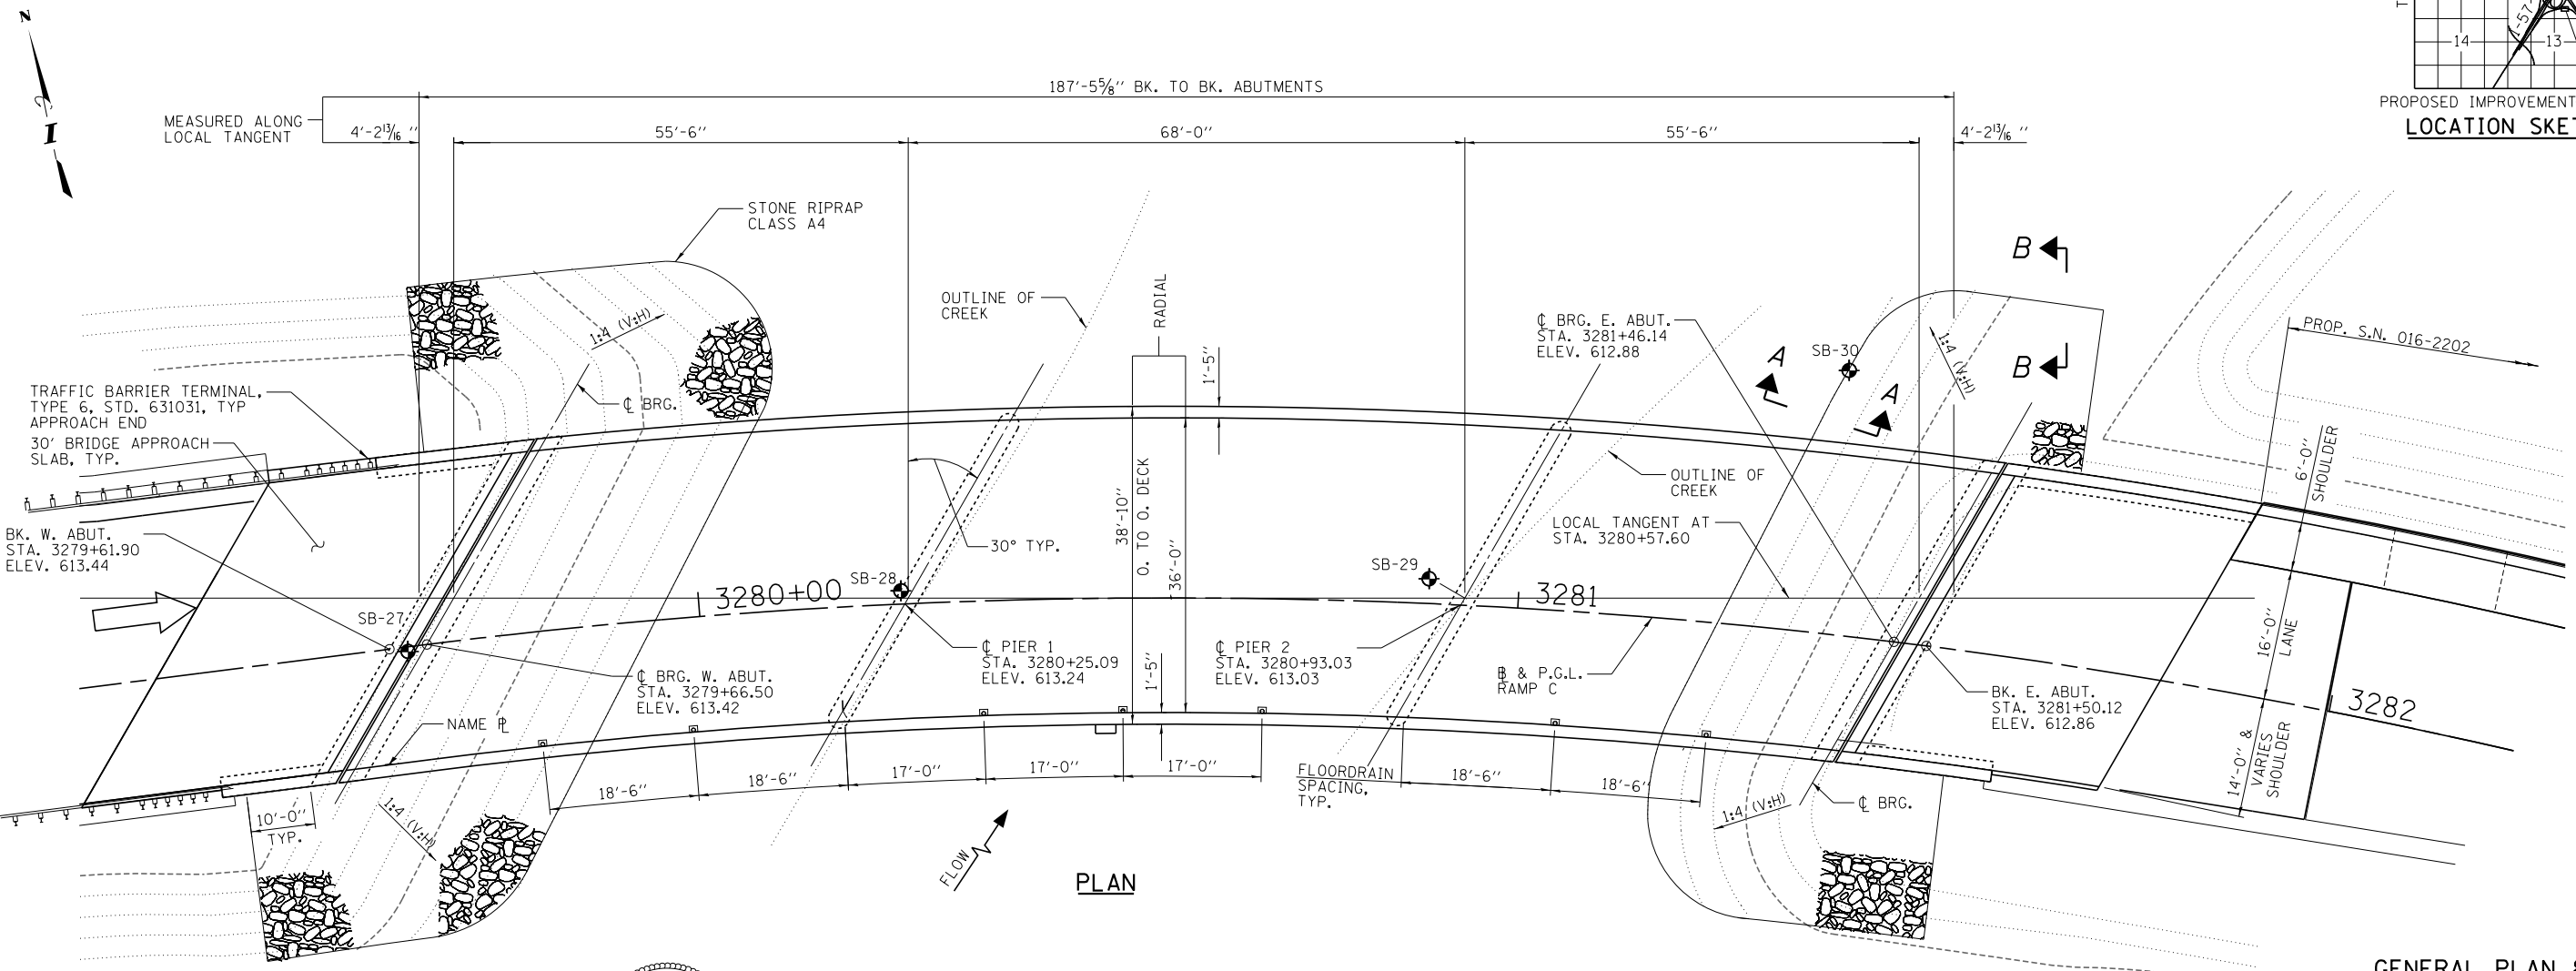 N
I
14
13
I-57
T
PROPOSED IMPROVEMENT
LOCATION SKET
187'-5⅝" BK. TO BK. ABUTMENTS
MEASURED ALONG
LOCAL TANGENT
4'-2 13/16 "
55'-6"
68'-0"
55'-6"
4'-2 13/16 "
STONE RIPRAP
CLASS A4
OUTLINE OF
CREEK
RADIAL
1'-5"
℄ BRG. E. ABUT.
STA. 3281+46.14
ELEV. 612.88
SB-30
A
A
B
B
1:4 (V:H)
1:4 (V:H)
PROP. S.N. 016-2202
TRAFFIC BARRIER TERMINAL,
TYPE 6, STD. 631031, TYP
APPROACH END
30' BRIDGE APPROACH
SLAB, TYP.
℄ BRG.
6'-0"
SHOULDER
OUTLINE OF
CREEK
38'-10"
O. TO O. DECK
36'-0"
30° TYP.
LOCAL TANGENT AT
STA. 3280+57.60
BK. W. ABUT.
STA. 3279+61.90
ELEV. 613.44
SB-27
3280+00
SB-28
SB-29
3281
16'-0"
LANE
℄ PIER 1
STA. 3280+25.09
ELEV. 613.24
℄ PIER 2
STA. 3280+93.03
ELEV. 613.03
1'-5"
℄ BRG. W. ABUT.
STA. 3279+66.50
ELEV. 613.42
B & P.G.L.
RAMP C
BK. E. ABUT.
STA. 3281+50.12
ELEV. 612.86
3282
NAME PL
14'-0" &
VARIES
SHOULDER
18'-6"
18'-6"
17'-0"
17'-0"
17'-0"
FLOORDRAIN
SPACING,
TYP.
18'-6"
18'-6"
10'-0"
TYP.
1:4 (V:H)
1:4 (V:H)
℄ BRG.
FLOW
PLAN
GENERAL PLAN &